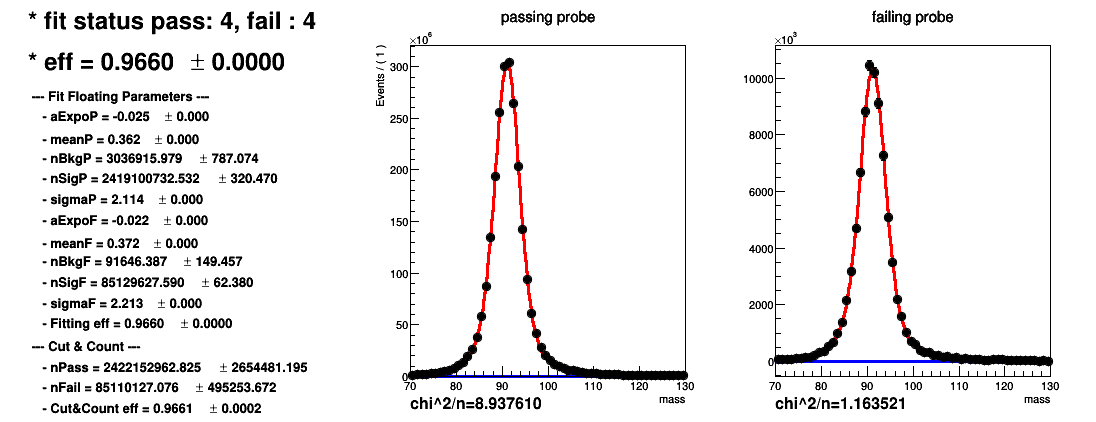 * fit status pass: 4, fail : 4
* eff = 0.9660 ± 0.0000
--- Fit Floating Parameters ---
- aExpoP = -0.025 ± 0.000
- meanP = 0.362 ± 0.000
- nBkgP = 3036915.979 ± 787.074
- nSigP = 2419100732.532 ± 320.470
- sigmaP = 2.114 ± 0.000
- aExpoF = -0.022 ± 0.000
- meanF = 0.372 ± 0.000
- nBkgF = 91646.387 ± 149.457
- nSigF = 85129627.590 ± 62.380
- sigmaF = 2.213 ± 0.000
- Fitting eff = 0.9660 ± 0.0000
--- Cut & Count ---
- nPass = 2422152962.825 ± 2654481.195
- nFail = 85110127.076 ± 495253.672
- Cut&Count eff = 0.9661 ± 0.0002
passing probe
×10^6
Events / ( 1 )
300
250
200
150
100
50
0
70 80 90 100 110 120 130
mass
chi^2/n=8.937610
failing probe
×10^3
10000
8000
6000
4000
2000
0
70 80 90 100 110 120 130
mass
chi^2/n=1.163521